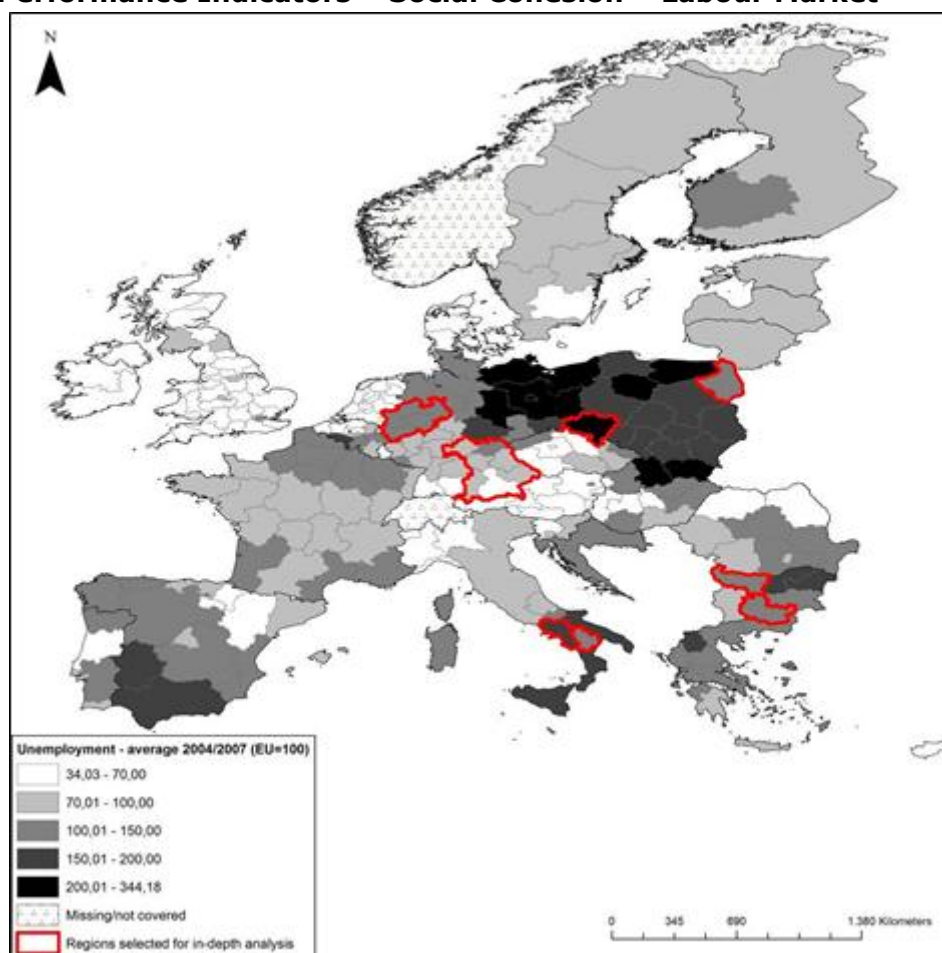 Performance Indicators – Social Cohesion – Labour Market
N
Unemployment - average 2004/2007 (EU=100)
34,03 - 70,00
70,01 - 100,00
100,01 - 150,00
150,01 - 200,00
200,01 - 344,18
Missing/not covered
Regions selected for in-depth analysis
0 345 690 1.380 Kilometers